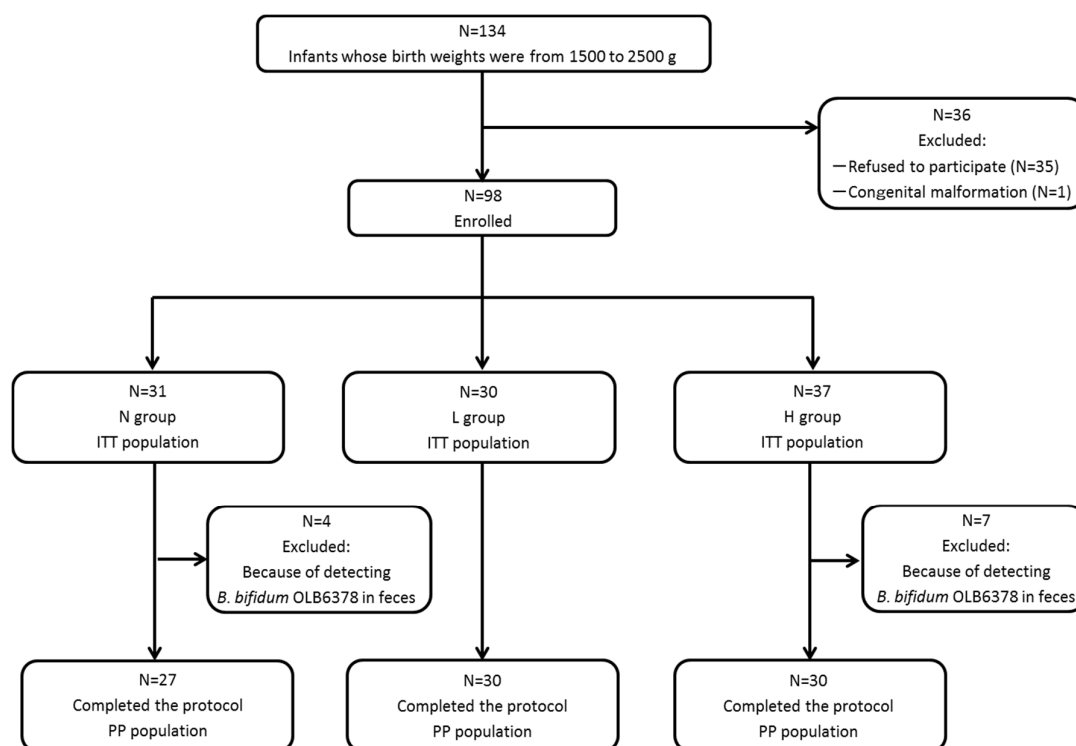 N=134
Infants whose birth weights were from 1500 to 2500 g
N=36
Excluded:
—Refused to participate (N=35)
—Congenital malformation (N=1)
N=98
Enrolled
N=31
N group
ITT population
N=30
L group
ITT population
N=37
H group
ITT population
N=4
Excluded:
Because of detecting
B. bifidum OLB6378 in feces
N=7
Excluded:
Because of detecting
B. bifidum OLB6378 in feces
N=27
Completed the protocol
PP population
N=30
Completed the protocol
PP population
N=30
Completed the protocol
PP population